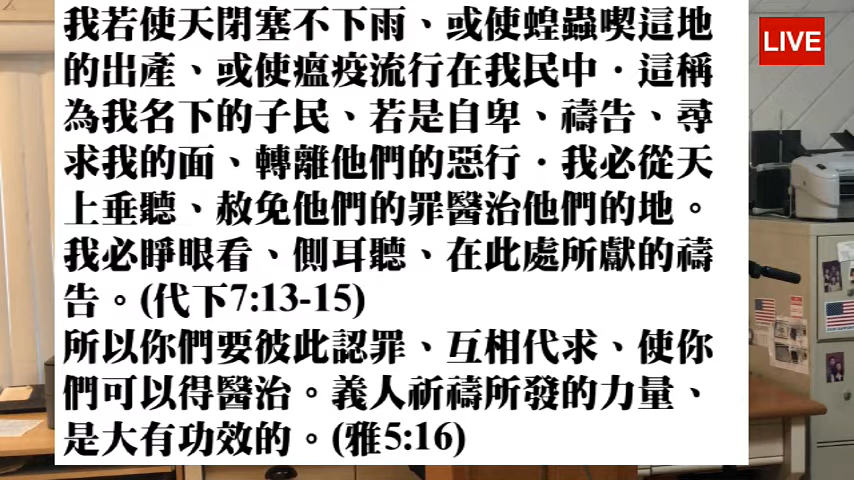 我若使天閉塞不下雨、或使蝗蟲喫這地
的出產、或使瘟疫流行在我民中．這稱
為我名下的子民、若是自卑、禱告、尋
求我的面、轉離他們的惡行．我必從天
上垂聽、赦免他們的罪醫治他們的地。
我必睜眼看、側耳聽、在此處所獻的禱
告。(代下7:13-15)
所以你們要彼此認罪、互相代求、使你
們可以得醫治。義人祈禱所發的力量、
是大有功效的。(雅5:16)
LIVE